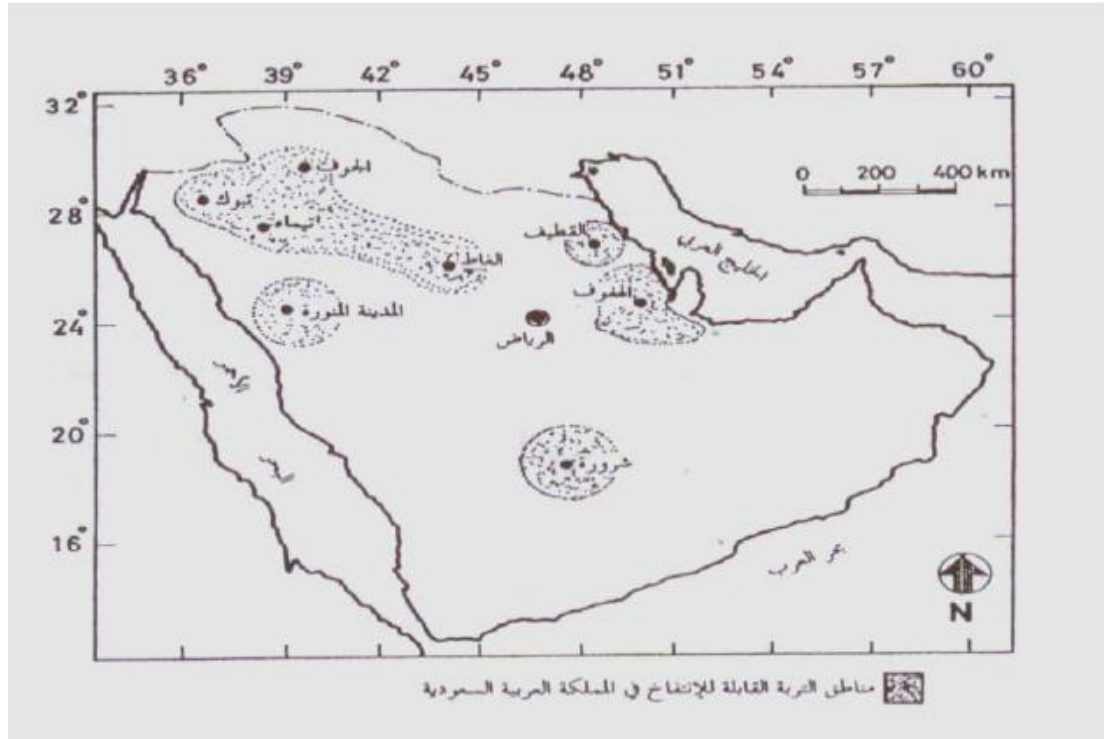 36° 39° 42° 45° 48° 51° 54° 57° 60°
32°
28°
24°
20°
16°
0 200 400 km
الجوف
تبوك
تيماء
الغاط
القطيف
الهفوف
الخليج العربي
المدينة المنورة
الرياض
شرورة
بحر العرب
N
مناطق التربة القابلة للإنتفاخ في المملكة العربية السعودية